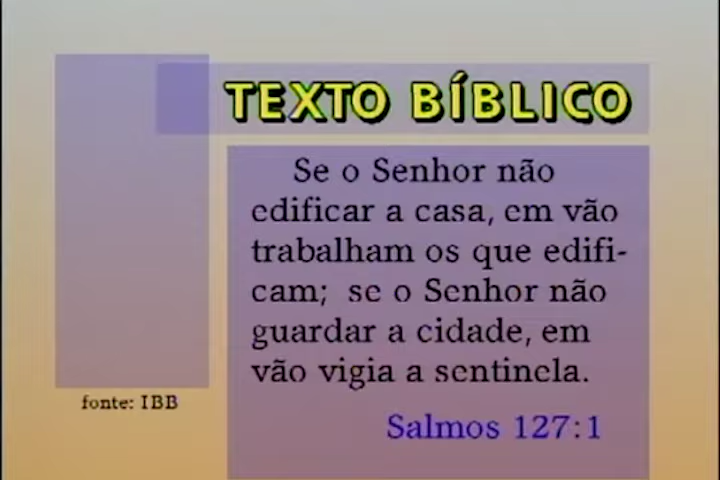 TEXTO BÍBLICO
Se o Senhor não
edificar a casa, em vão
trabalham os que edifi-
cam; se o Senhor não
guardar a cidade, em
vão vigia a sentinela.
fonte: IBB
Salmos 127:1